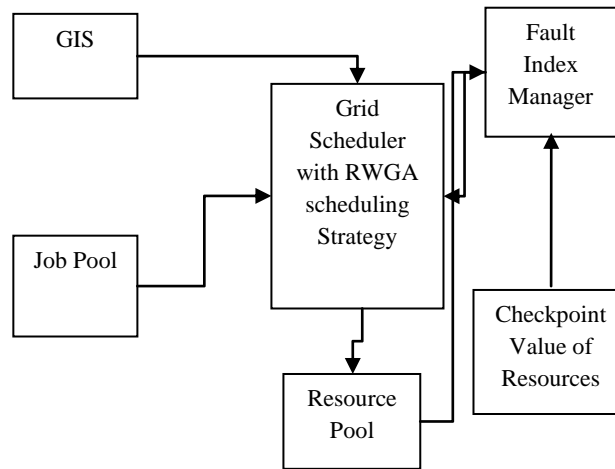 GIS
Fault
Index
Manager
Grid
Scheduler
with RWGA
scheduling
Strategy
Job Pool
Checkpoint
Value of
Resources
Resource
Pool